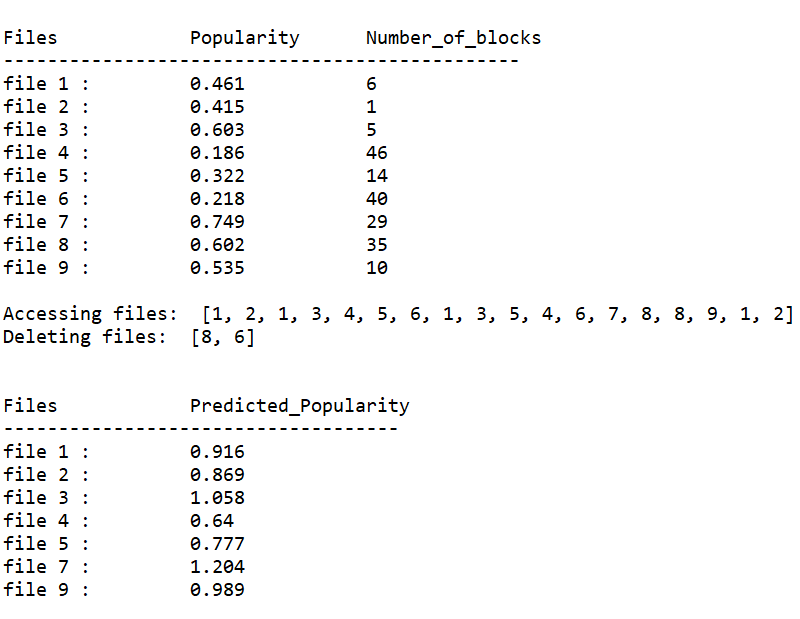 Files Popularity Number_of_blocks
-----------------------------------------------
file 1 : 0.461 6
file 2 : 0.415 1
file 3 : 0.603 5
file 4 : 0.186 46
file 5 : 0.322 14
file 6 : 0.218 40
file 7 : 0.749 29
file 8 : 0.602 35
file 9 : 0.535 10
Accessing files: [1, 2, 1, 3, 4, 5, 6, 1, 3, 5, 4, 6, 7, 8, 8, 9, 1, 2]
Deleting files: [8, 6]
Files Predicted_Popularity
------------------------------------
file 1 : 0.916
file 2 : 0.869
file 3 : 1.058
file 4 : 0.64
file 5 : 0.777
file 7 : 1.204
file 9 : 0.989